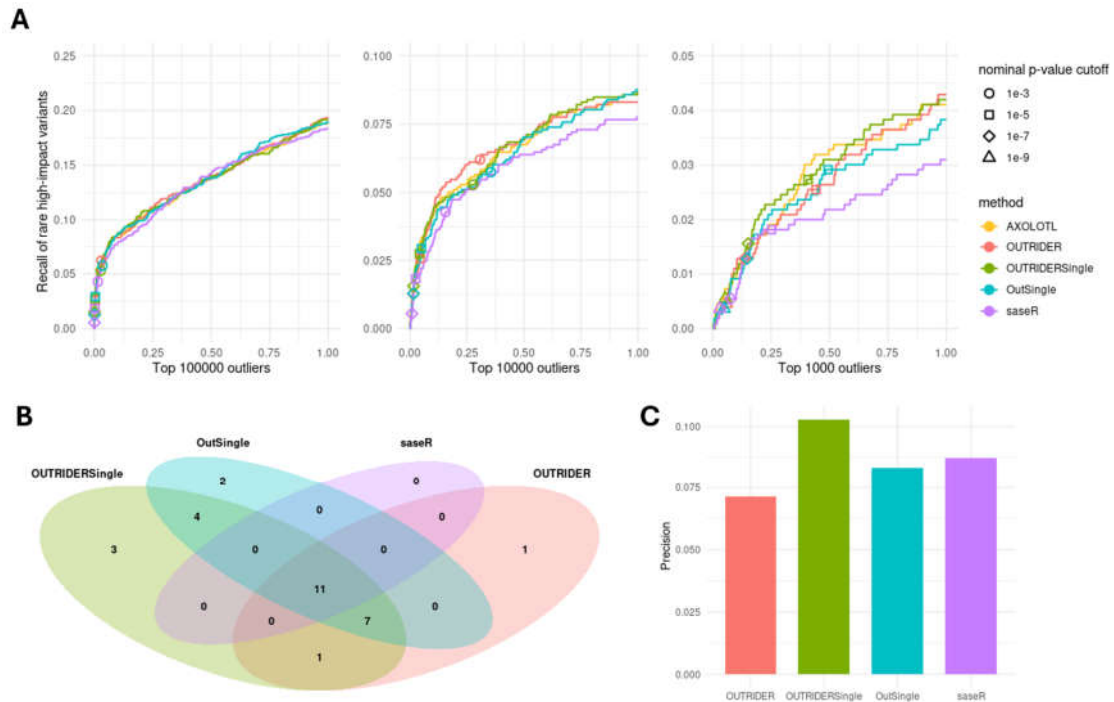 A
0.25
0.20
0.15
0.10
0.05
0.00
Recall of rare high-impact variants
0.00 0.25 0.50 0.75 1.00
Top 100000 outliers
0.100
0.075
0.050
0.025
0.000
0.00 0.25 0.50 0.75 1.00
Top 10000 outliers
0.05
0.04
0.03
0.02
0.01
0.00
0.00 0.25 0.50 0.75 1.00
Top 1000 outliers
nominal p-value cutoff
1e-3
1e-5
1e-7
1e-9
method
AXOLOTL
OUTRIDER
OUTRIDERSingle
OutSingle
saseR
B
OutSingle saseR
OUTRIDERSingle OUTRIDER
2 0
4 0 0
3 0 0 1
11
0 0 7 0
1
C
0.100
0.075
0.050
0.025
0.000
Precision
OUTRIDER OUTRIDERSingle OutSingle saseR